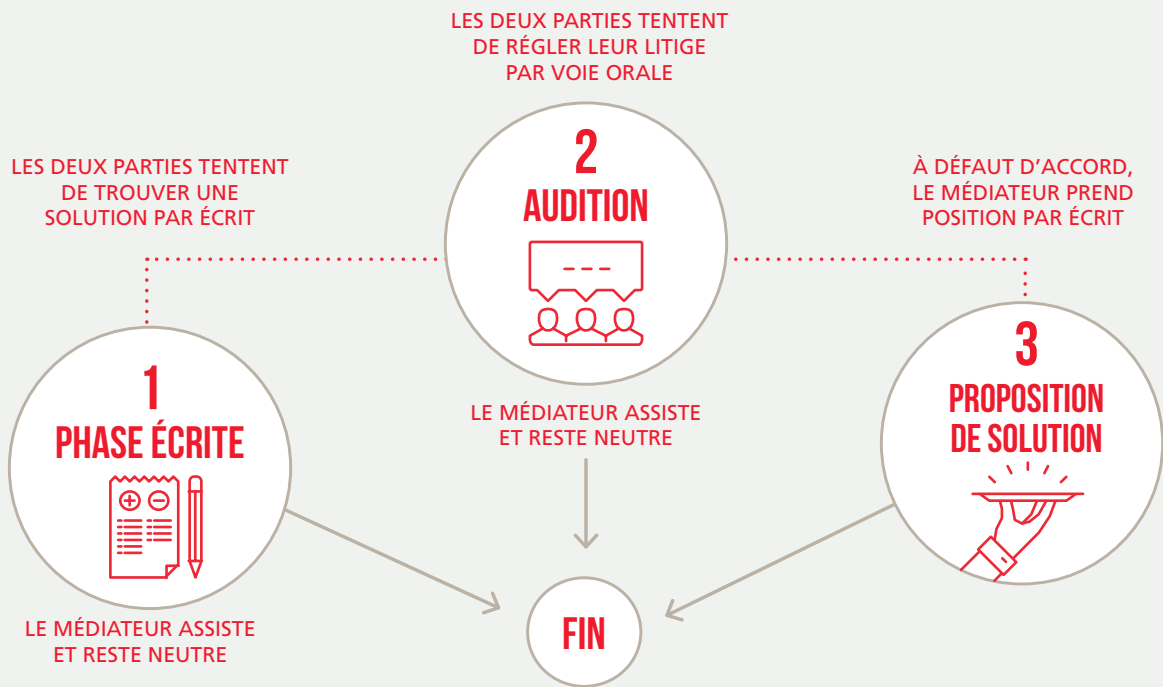 LES DEUX PARTIES TENTENT
DE TROUVER UNE
SOLUTION PAR ÉCRIT
1
PHASE ÉCRITE
LE MÉDIATEUR ASSISTE
ET RESTE NEUTRE
LES DEUX PARTIES TENTENT
DE RÉGLER LEUR LITIGE
PAR VOIE ORALE
2
AUDITION
LE MÉDIATEUR ASSISTE
ET RESTE NEUTRE
À DÉFAUT D’ACCORD,
LE MÉDIATEUR PREND
POSITION PAR ÉCRIT
3
PROPOSITION
DE SOLUTION
FIN